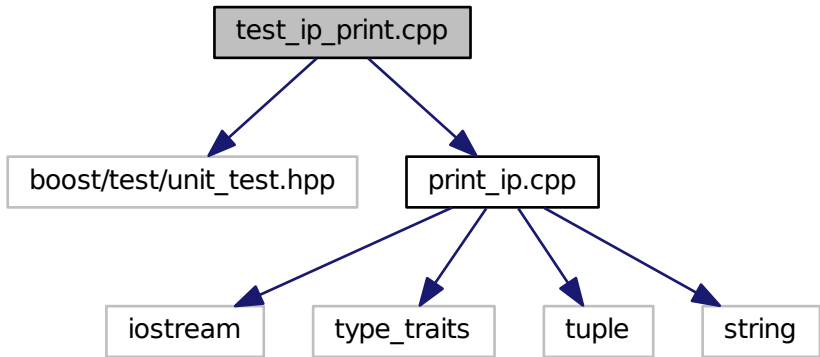 test_ip_print.cpp
boost/test/unit_test.hpp
print_ip.cpp
iostream
type_traits
tuple
string